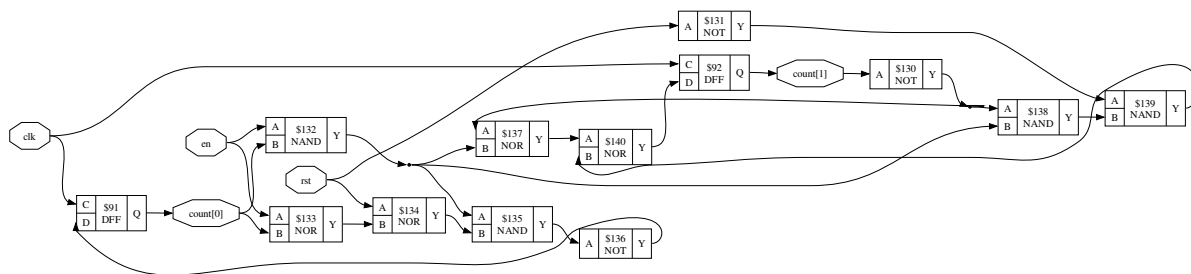 A $131 Y
NOT
C $92 Q
D DFF
count[1]
A $130 Y
NOT
A $139 Y
B NAND
A $138 Y
B NAND
clk
en
A $132 Y
B NAND
A $137 Y
B NOR
A $140 Y
B NOR
rst
C $91 Q
D DFF
count[0]
A $133 Y
B NOR
A $134 Y
B NOR
A $135 Y
B NAND
A $136 Y
NOT